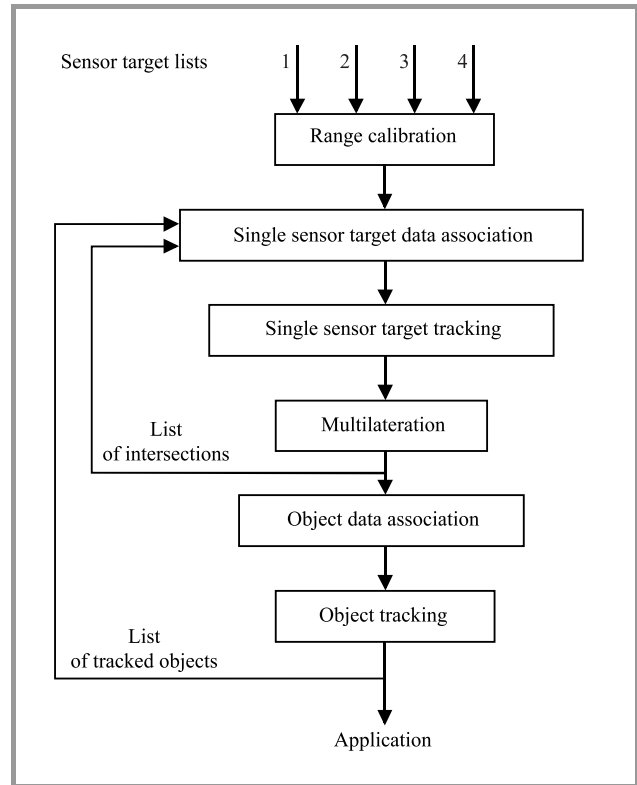 Sensor target lists 1 2 3 4
Range calibration
Single sensor target data association
Single sensor target tracking
Multilateration
List
of intersections
Object data association
Object tracking
List
of tracked objects
Application